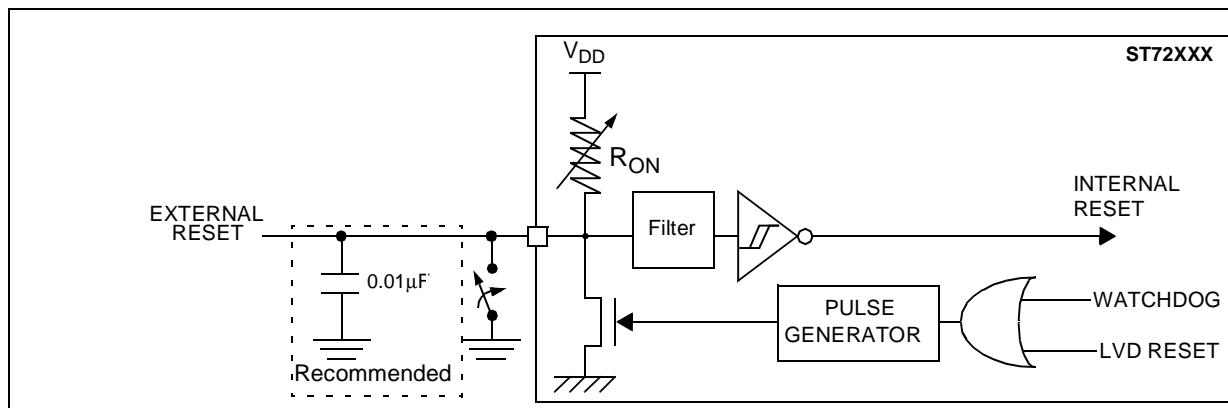 V_DD
ST72XXX
R_ON
INTERNAL
RESET
EXTERNAL
RESET
Filter
0.01μF
PULSE
GENERATOR
WATCHDOG
LVD RESET
Recommended